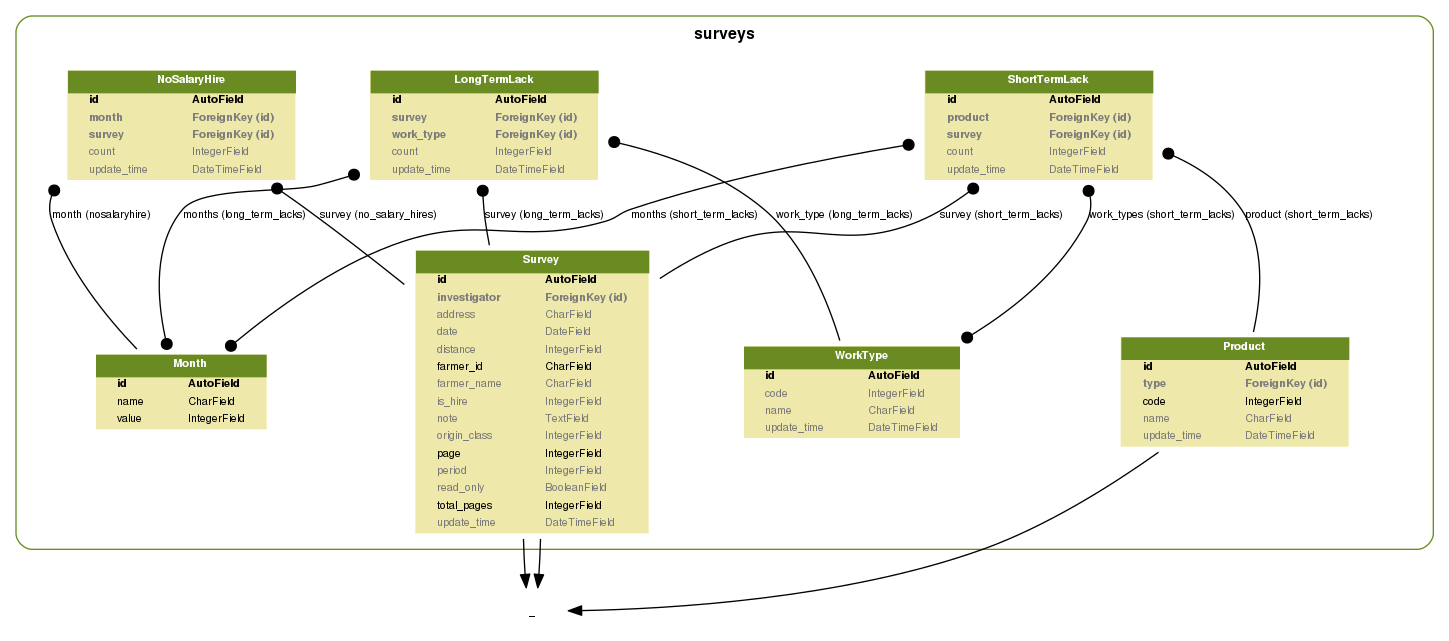 surveys
NoSalaryHire
id AutoField
month ForeignKey (id)
survey ForeignKey (id)
count IntegerField
update_time DateTimeField
LongTermLack
id AutoField
survey ForeignKey (id)
work_type ForeignKey (id)
count IntegerField
update_time DateTimeField
ShortTermLack
id AutoField
product ForeignKey (id)
survey ForeignKey (id)
count IntegerField
update_time DateTimeField
month (nosalaryhire)
months (long_term_lacks)
survey (no_salary_hires)
survey (long_term_lacks)
months (short_term_lacks)
work_type (long_term_lacks)
survey (short_term_lacks)
work_types (short_term_lacks)
product (short_term_lacks)
Survey
id AutoField
investigator ForeignKey (id)
address CharField
date DateField
distance IntegerField
farmer_id CharField
farmer_name CharField
is_hire IntegerField
note TextField
origin_class IntegerField
page IntegerField
period IntegerField
read_only BooleanField
total_pages IntegerField
update_time DateTimeField
Month
id AutoField
name CharField
value IntegerField
WorkType
id AutoField
code IntegerField
name CharField
update_time DateTimeField
Product
id AutoField
type ForeignKey (id)
code IntegerField
name CharField
update_time DateTimeField
_